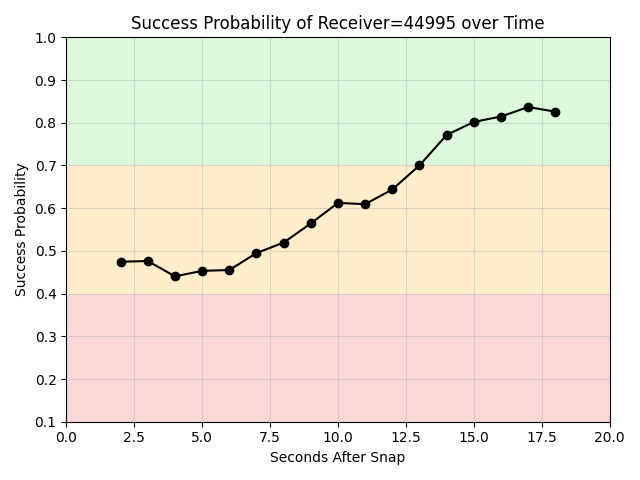 Success Probability of Receiver=44995 over Time
1.0
0.9
0.8
0.7
0.6
0.5
0.4
0.3
0.2
0.1
Success Probability
0.0 2.5 5.0 7.5 10.0 12.5 15.0 17.5 20.0
Seconds After Snap